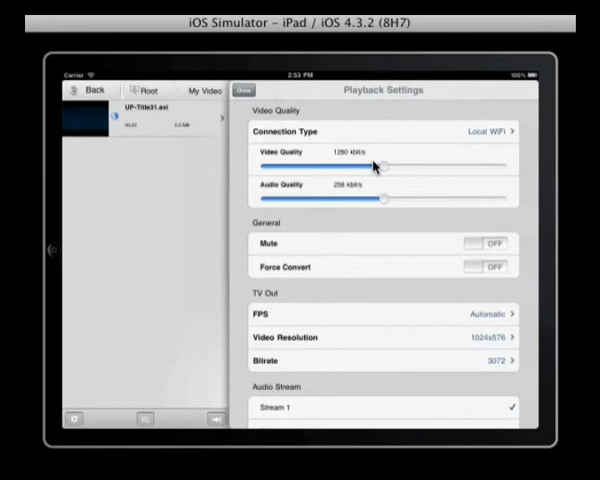 iOS Simulator - iPad / iOS 4.3.2 (8H7)
Carrier 2:53 PM 100%
Back Root My Video Done Playback Settings
UP-Title31.avi
Video Quality
Connection Type Local WiFi
Video Quality 1280 kbit/s
Audio Quality 256 kbit/s
General
Mute OFF
Force Convert OFF
TV Out
FPS Automatic
Video Resolution 1024x576
Bitrate 3072
Audio Stream
Stream 1